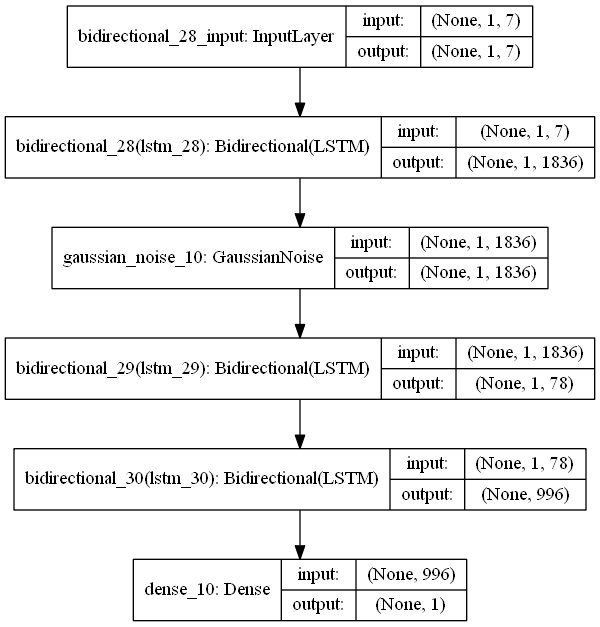 bidirectional_28_input: InputLayer
input:
(None, 1, 7)
output:
(None, 1, 7)
bidirectional_28(lstm_28): Bidirectional(LSTM)
input:
(None, 1, 7)
output:
(None, 1, 1836)
gaussian_noise_10: GaussianNoise
input:
(None, 1, 1836)
output:
(None, 1, 1836)
bidirectional_29(lstm_29): Bidirectional(LSTM)
input:
(None, 1, 1836)
output:
(None, 1, 78)
bidirectional_30(lstm_30): Bidirectional(LSTM)
input:
(None, 1, 78)
output:
(None, 996)
dense_10: Dense
input:
(None, 996)
output:
(None, 1)